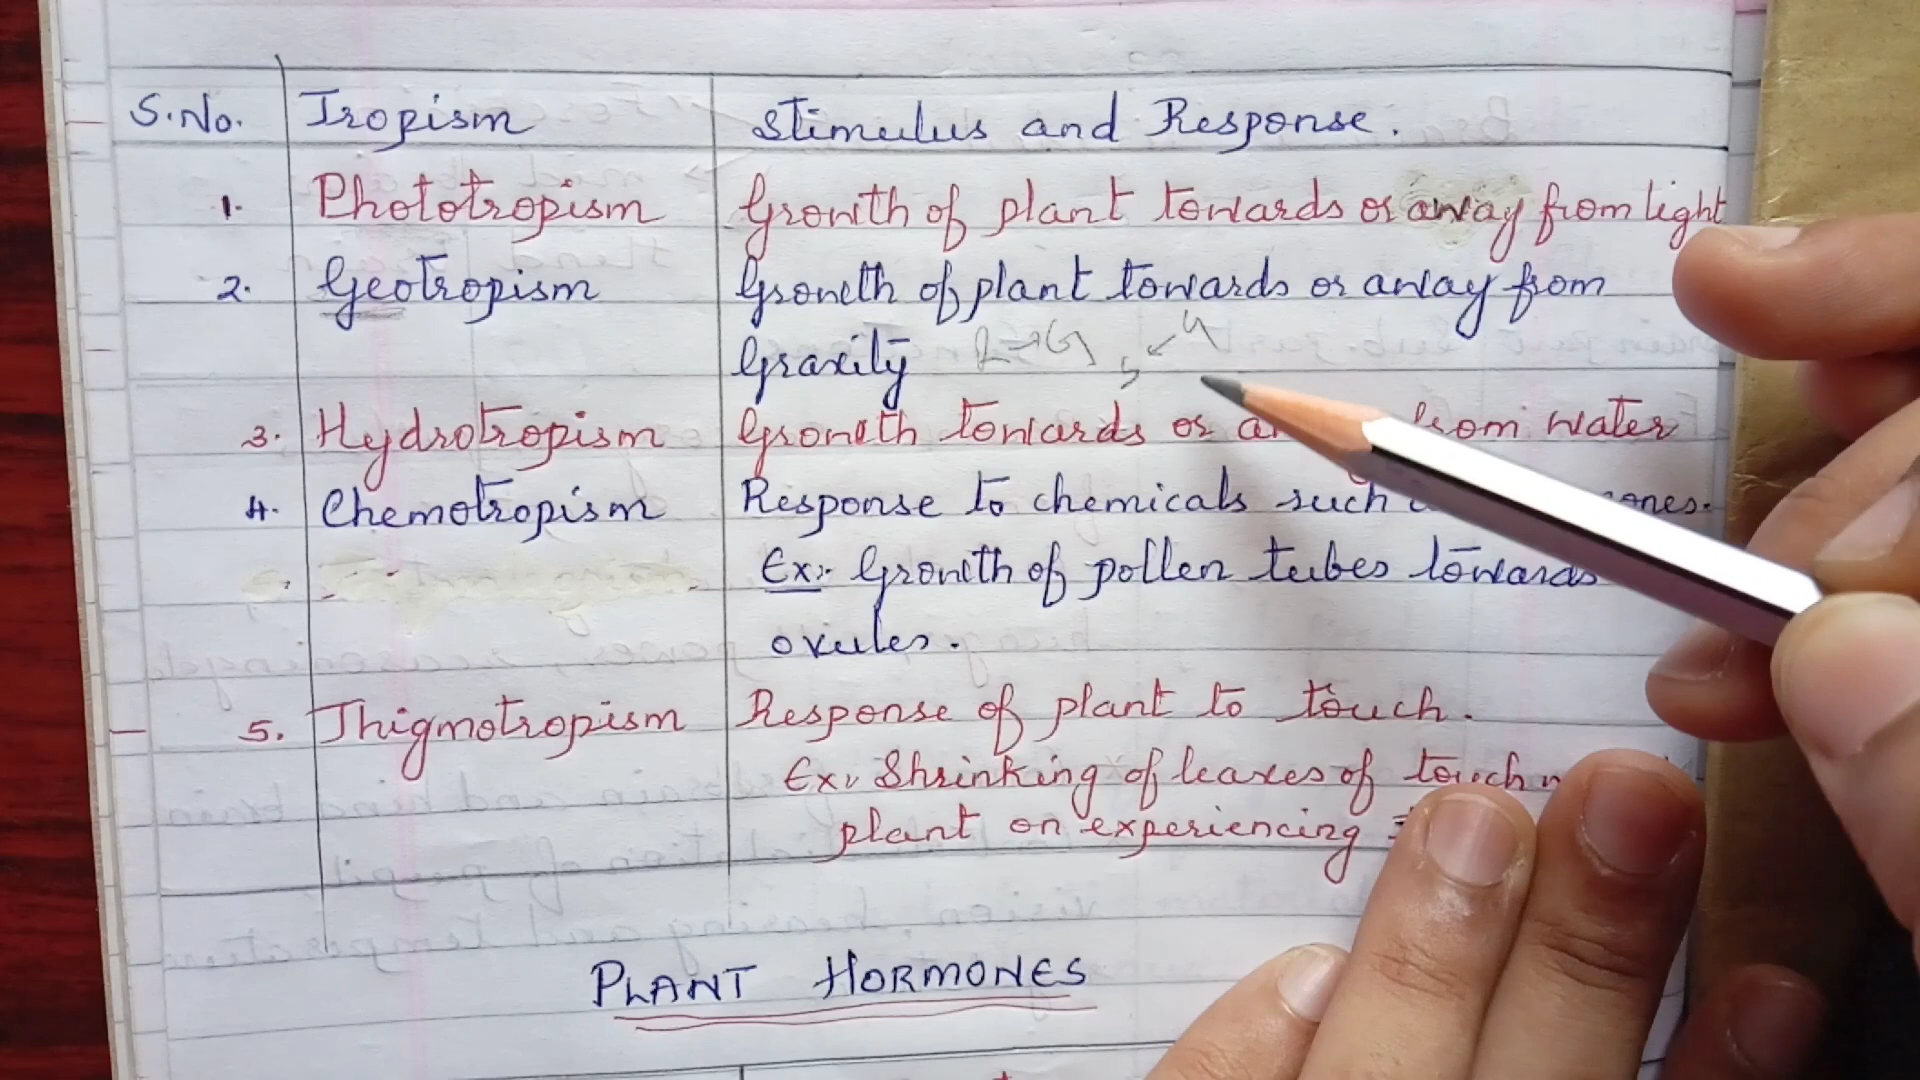 S.No. Tropism Stimulus and Response.
1. Phototropism Growth of plant towards or away from light
2. Geotropism Growth of plant towards or away from
Gravity R → G
3. Hydrotropism Growth towards or from water
4. Chemotropism Response to chemicals such
Ex:- Growth of pollen tubes towards
ovules.
5. Thigmotropism Response of plant to touch.
Ex:- Shrinking of leaves of touch
plant on experiencing
PLANT HORMONES